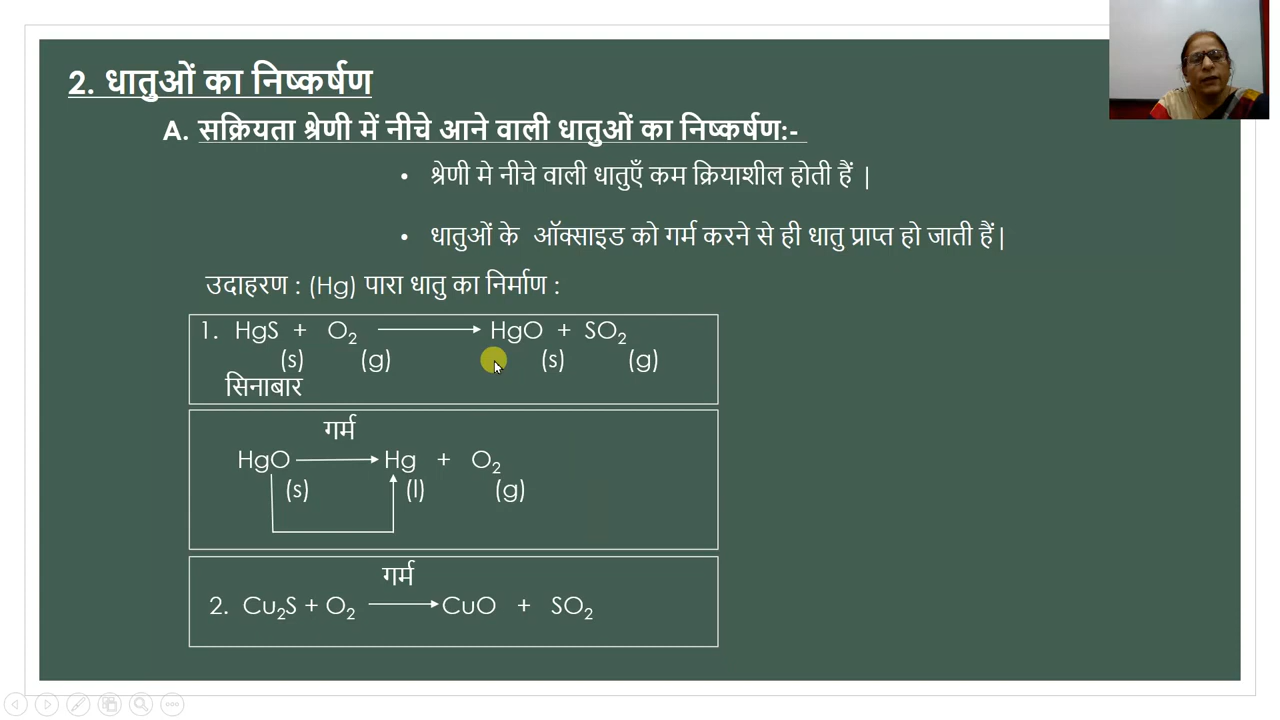 2. धातुओं का निष्कर्षण
A. सक्रियता श्रेणी में नीचे आने वाली धातुओं का निष्कर्षण:-
• श्रेणी मे नीचे वाली धातुएँ कम क्रियाशील होती हैं |
• धातुओं के ऑक्साइड को गर्म करने से ही धातु प्राप्त हो जाती हैं|
उदाहरण : (Hg) पारा धातु का निर्माण :
1. HgS + O₂ ⟶ HgO + SO₂
(s) (g) (s) (g)
सिनाबार
गर्म
HgO ⟶ Hg + O₂
(s) (l) (g)
गर्म
2. Cu₂S + O₂ ⟶ CuO + SO₂